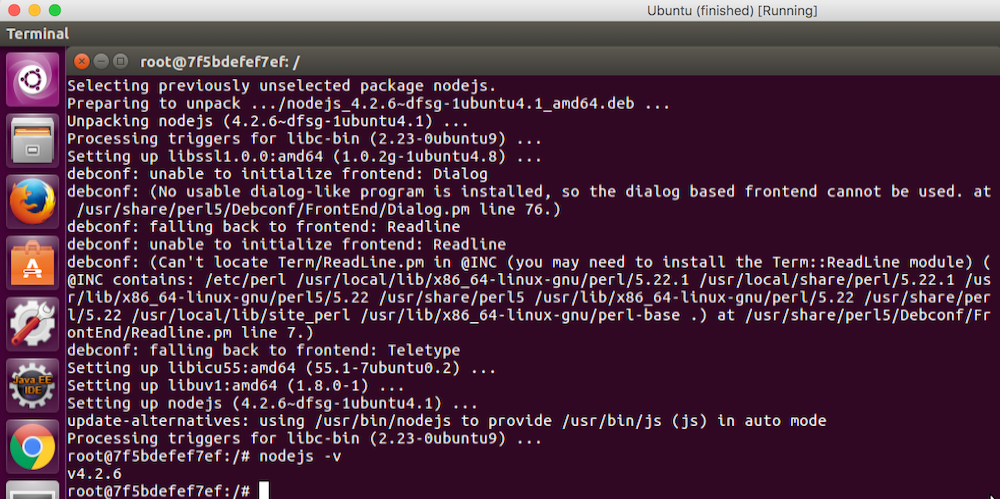 Ubuntu (finished) [Running]
Terminal
root@7f5bdefef7ef: /
Selecting previously unselected package nodejs.
Preparing to unpack .../nodejs_4.2.6~dfsg-1ubuntu4.1_amd64.deb ...
Unpacking nodejs (4.2.6~dfsg-1ubuntu4.1) ...
Processing triggers for libc-bin (2.23-0ubuntu9) ...
Setting up libssl1.0.0:amd64 (1.0.2g-1ubuntu4.8) ...
debconf: unable to initialize frontend: Dialog
debconf: (No usable dialog-like program is installed, so the dialog based frontend cannot be used. at
 /usr/share/perl5/Debconf/FrontEnd/Dialog.pm line 76.)
debconf: falling back to frontend: Readline
debconf: unable to initialize frontend: Readline
debconf: (Can't locate Term/ReadLine.pm in @INC (you may need to install the Term::ReadLine module) (
@INC contains: /etc/perl /usr/local/lib/x86_64-linux-gnu/perl/5.22.1 /usr/local/share/perl/5.22.1 /us
r/lib/x86_64-linux-gnu/perl5/5.22 /usr/share/perl5 /usr/lib/x86_64-linux-gnu/perl/5.22 /usr/share/per
l/5.22 /usr/local/lib/site_perl /usr/lib/x86_64-linux-gnu/perl-base .) at /usr/share/perl5/Debconf/Fr
ontEnd/Readline.pm line 7.)
debconf: falling back to frontend: Teletype
Setting up libicu55:amd64 (55.1-7ubuntu0.2) ...
Setting up libuv1:amd64 (1.8.0-1) ...
Setting up nodejs (4.2.6~dfsg-1ubuntu4.1) ...
update-alternatives: using /usr/bin/nodejs to provide /usr/bin/js (js) in auto mode
Processing triggers for libc-bin (2.23-0ubuntu9) ...
root@7f5bdefef7ef:/# nodejs -v
v4.2.6
root@7f5bdefef7ef:/#
Java EE
IDE